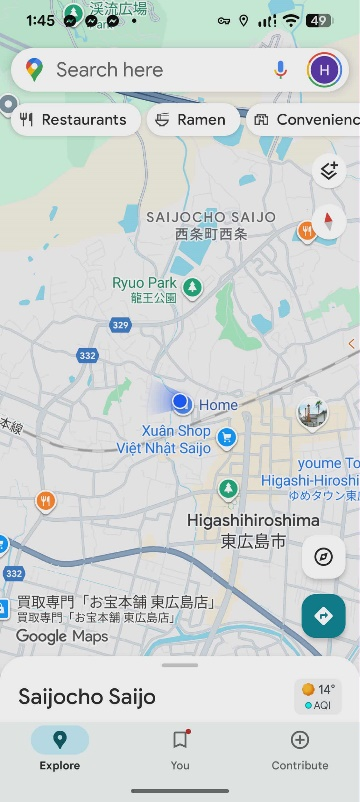 1:45
49
渓流広場
Search here
H
Restaurants
Ramen
Convenienc
SAIJOCHO SAIJO
西条町西条
Ryuo Park
龍王公園
329
332
Home
本線
Xuân Shop
Việt Nhật Saijo
youme To
Higashi-Hiroshi
ゆめタウン東広
Higashihiroshima
東広島市
332
買取専門「お宝本舗 東広島店」
買取専門「お宝本舗 東広島店」
Google Maps
Saijocho Saijo
14°
AQI
Explore
You
Contribute